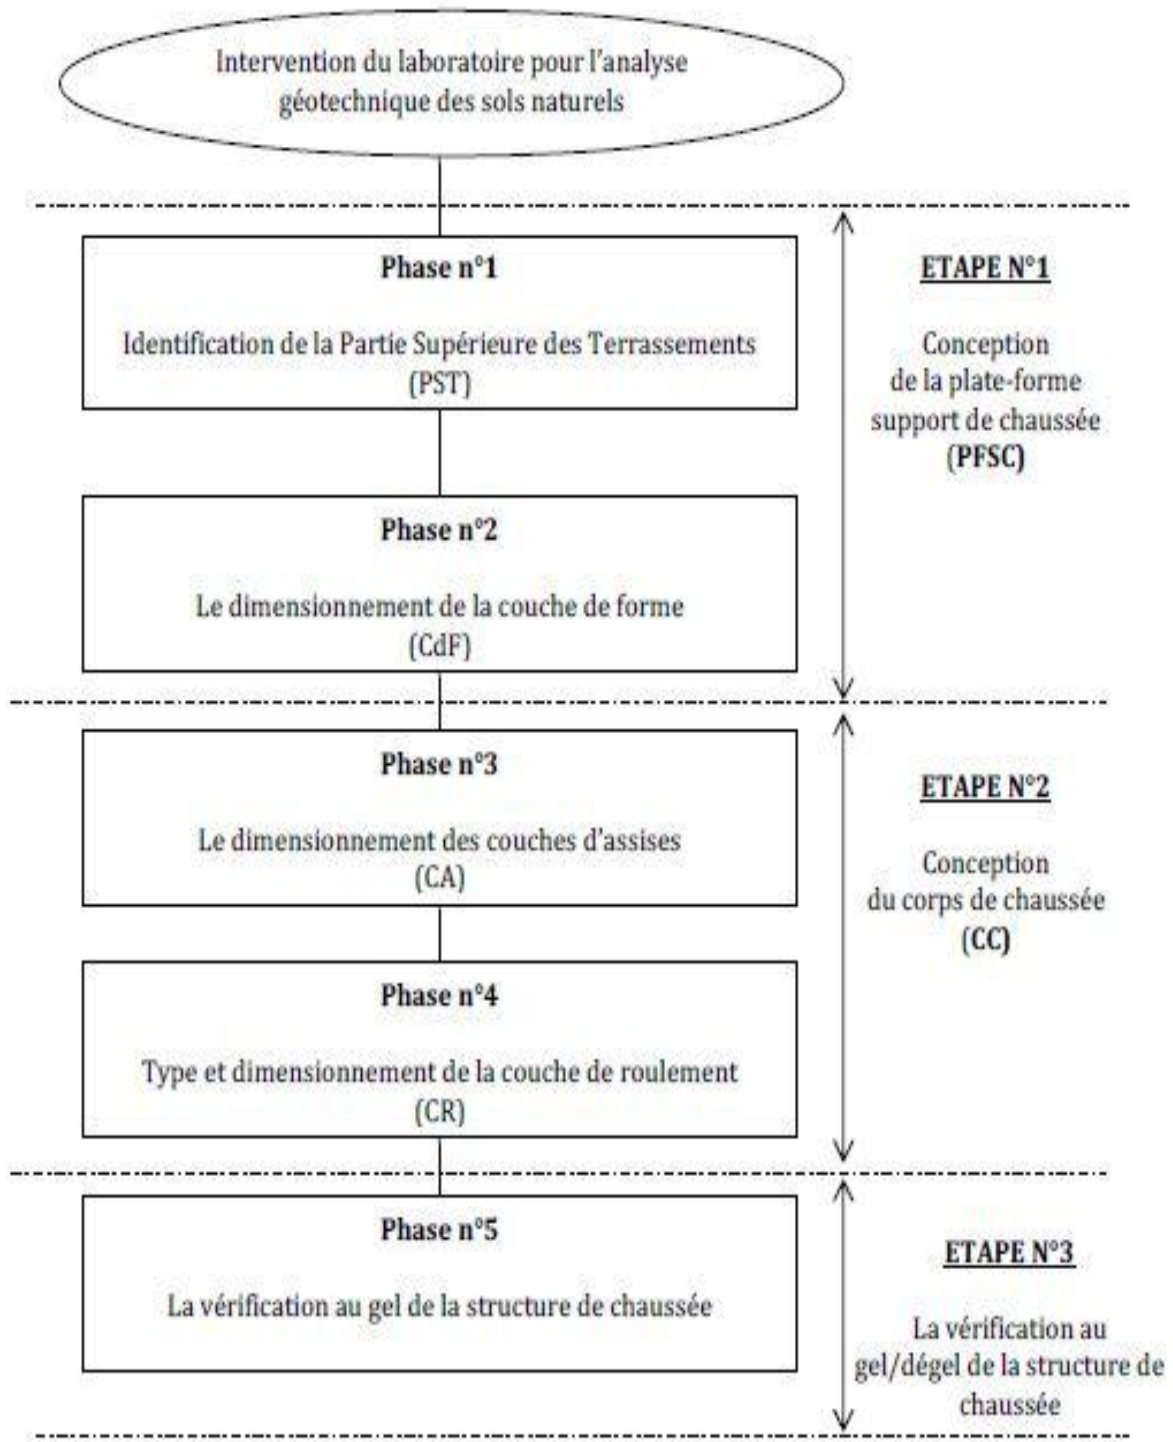 Intervention du laboratoire pour l'analyse
géotechnique des sols naturels
Phase n°1
Identification de la Partie Supérieure des Terrassements
(PST)
ETAPE N°1
Conception
de la plate-forme
support de chaussée
(PFSC)
Phase n°2
Le dimensionnement de la couche de forme
(CdF)
Phase n°3
Le dimensionnement des couches d'assises
(CA)
ETAPE N°2
Conception
du corps de chaussée
(CC)
Phase n°4
Type et dimensionnement de la couche de roulement
(CR)
Phase n°5
La vérification au gel de la structure de chaussée
ETAPE N°3
La vérification au
gel/dégel de la structure de
chaussée